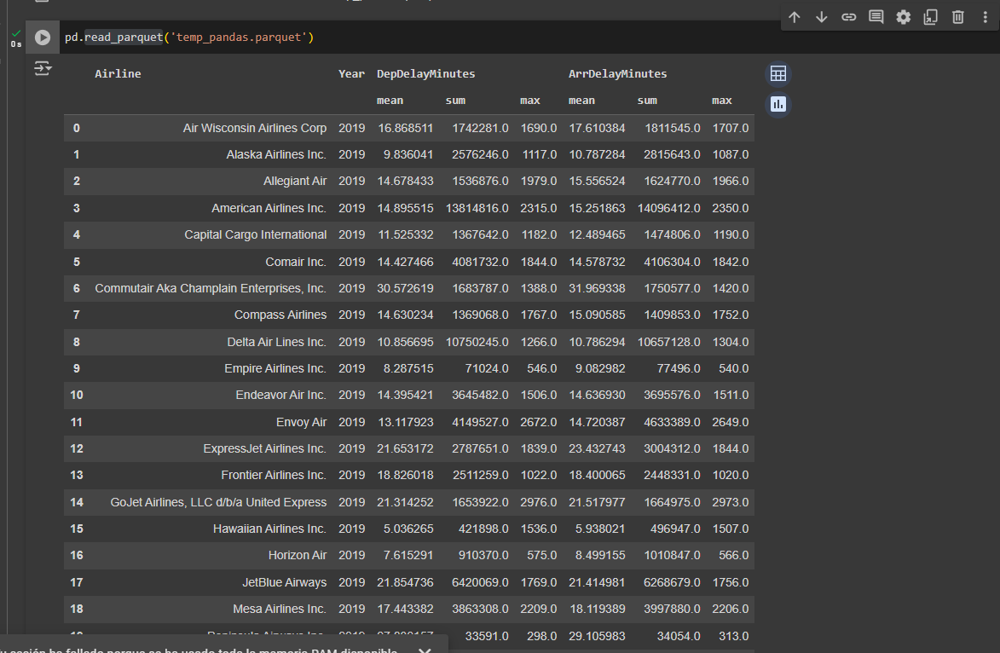 0s
pd.read_parquet('temp_pandas.parquet')
Airline Year DepDelayMinutes ArrDelayMinutes
mean sum max mean sum max
0 Air Wisconsin Airlines Corp 2019 16.868511 1742281.0 1690.0 17.610384 1811545.0 1707.0
1 Alaska Airlines Inc. 2019 9.836041 2576246.0 1117.0 10.787284 2815643.0 1087.0
2 Allegiant Air 2019 14.678433 1536876.0 1979.0 15.556524 1624770.0 1966.0
3 American Airlines Inc. 2019 14.895515 13814816.0 2315.0 15.251863 14096412.0 2350.0
4 Capital Cargo International 2019 11.525332 1367642.0 1182.0 12.489465 1474806.0 1190.0
5 Comair Inc. 2019 14.427466 4081732.0 1844.0 14.578732 4106304.0 1842.0
6 Commutair Aka Champlain Enterprises, Inc. 2019 30.572619 1683787.0 1388.0 31.969338 1750577.0 1420.0
7 Compass Airlines 2019 14.630234 1369068.0 1767.0 15.090585 1409853.0 1752.0
8 Delta Air Lines Inc. 2019 10.856695 10750245.0 1266.0 10.786294 10657128.0 1304.0
9 Empire Airlines Inc. 2019 8.287515 71024.0 546.0 9.082982 77496.0 540.0
10 Endeavor Air Inc. 2019 14.395421 3645482.0 1506.0 14.636930 3695576.0 1511.0
11 Envoy Air 2019 13.117923 4149527.0 2672.0 14.720387 4633389.0 2649.0
12 ExpressJet Airlines Inc. 2019 21.653172 2787651.0 1839.0 23.432743 3004312.0 1844.0
13 Frontier Airlines Inc. 2019 18.826018 2511259.0 1022.0 18.400065 2448331.0 1020.0
14 GoJet Airlines, LLC d/b/a United Express 2019 21.314252 1653922.0 2976.0 21.517977 1664975.0 2973.0
15 Hawaiian Airlines Inc. 2019 5.036265 421898.0 1536.0 5.938021 496947.0 1507.0
16 Horizon Air 2019 7.615291 910370.0 575.0 8.499155 1010847.0 566.0
17 JetBlue Airways 2019 21.854736 6420069.0 1769.0 21.414981 6268679.0 1756.0
18 Mesa Airlines Inc. 2019 17.443382 3863308.0 2209.0 18.119389 3997880.0 2206.0
33591.0 298.0 29.105983 34054.0 313.0
sesión ha fallado porque se ha usado toda la memoria RAM disponible